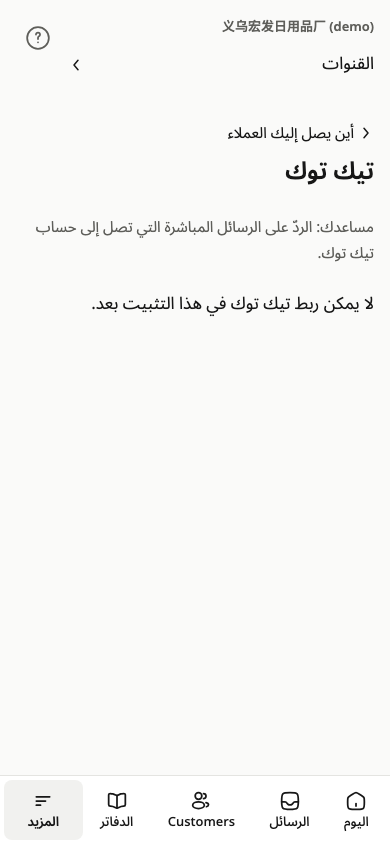 义乌宏发日用品厂 (demo)
القنوات
أين يصل إليك العملاء
تيك توك
مساعدك: الردّ على الرسائل المباشرة التي تصل إلى حساب
تيك توك.
لا يمكن ربط تيك توك في هذا التثبيت بعد.
اليوم
الرسائل
Customers
الدفاتر
المزيد